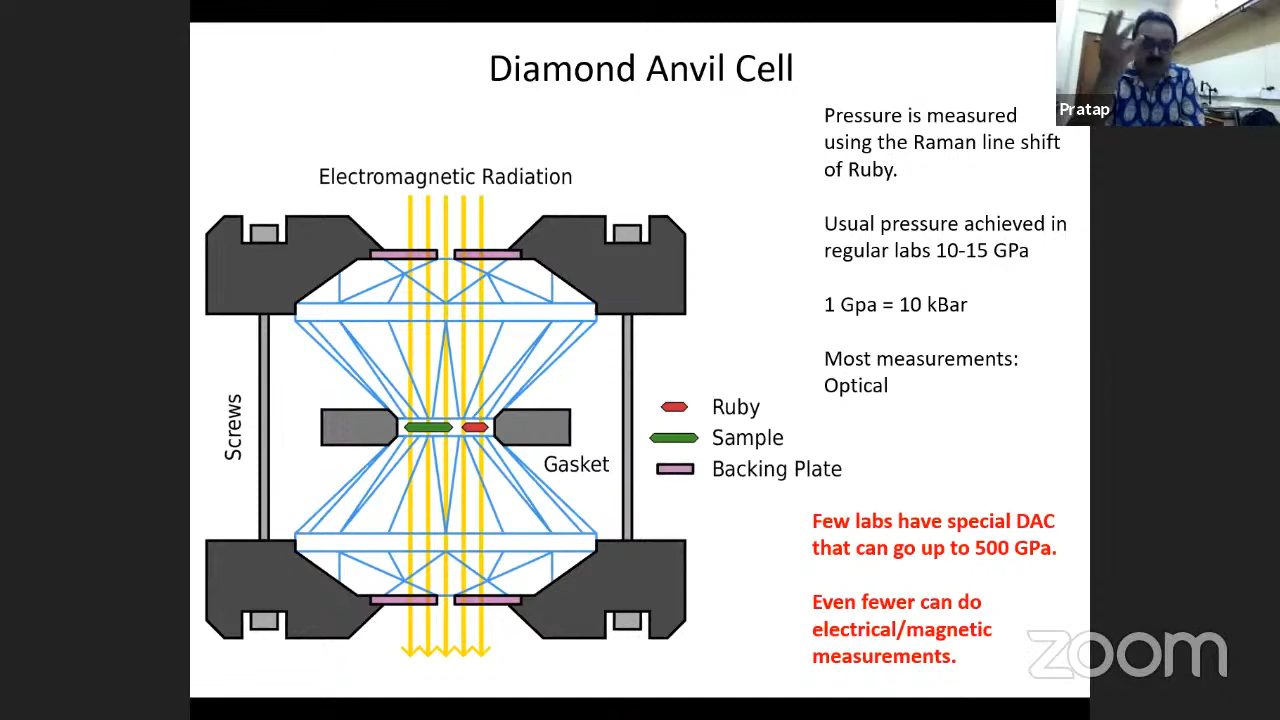 Diamond Anvil Cell
Pratap
Pressure is measured
using the Raman line shift
of Ruby.
Usual pressure achieved in
regular labs 10-15 GPa
1 Gpa = 10 kBar
Most measurements:
Optical
Electromagnetic Radiation
Screws
Gasket
Ruby
Sample
Backing Plate
Few labs have special DAC
that can go up to 500 GPa.
Even fewer can do
electrical/magnetic
measurements.
zoom